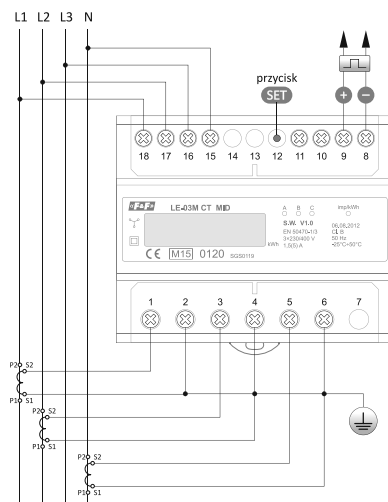 L1 L2 L3 N
przycisk
SET
+ −
18 17 16 15 14 13 12 11 10 9 8
F&F
LE-03M CT MID
A B C imp/kWh
S.W. V1.0
EN 50470-1/3
3×230/400 V
1,5(5) A
kWh
06,08,2012
Cl. B
50 Hz
-25°C÷50°C
CE M15 0120 SI250119
1 2 3 4 5 6 7
P2 S2
P1 S1
P2 S2
P1 S1
P2 S2
P1 S1